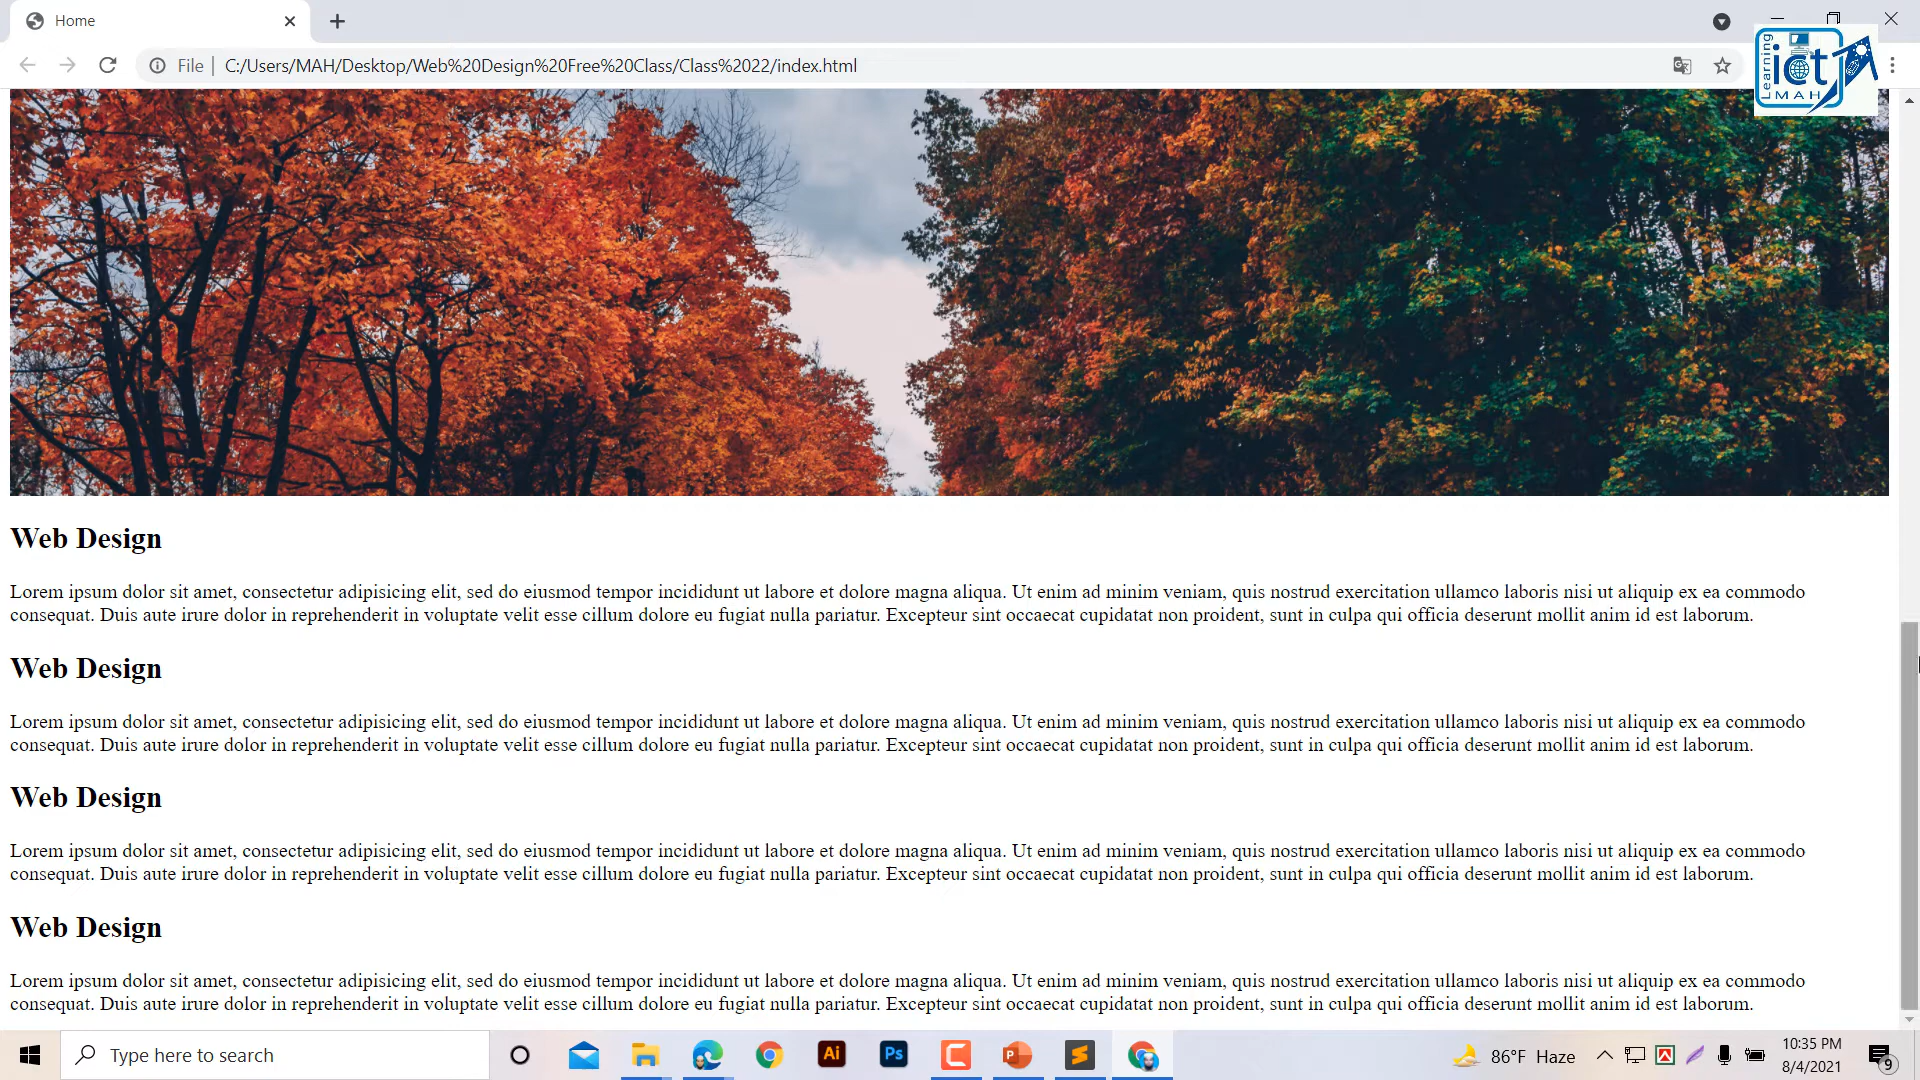 Home
File
C:/Users/MAH/Desktop/Web%20Design%20Free%20Class/Class%2022/index.html
Learning
ict
MAH
Web Design
Lorem ipsum dolor sit amet, consectetur adipisicing elit, sed do eiusmod tempor incididunt ut labore et dolore magna aliqua. Ut enim ad minim veniam, quis nostrud exercitation ullamco laboris nisi ut aliquip ex ea commodo
consequat. Duis aute irure dolor in reprehenderit in voluptate velit esse cillum dolore eu fugiat nulla pariatur. Excepteur sint occaecat cupidatat non proident, sunt in culpa qui officia deserunt mollit anim id est laborum.
Web Design
Lorem ipsum dolor sit amet, consectetur adipisicing elit, sed do eiusmod tempor incididunt ut labore et dolore magna aliqua. Ut enim ad minim veniam, quis nostrud exercitation ullamco laboris nisi ut aliquip ex ea commodo
consequat. Duis aute irure dolor in reprehenderit in voluptate velit esse cillum dolore eu fugiat nulla pariatur. Excepteur sint occaecat cupidatat non proident, sunt in culpa qui officia deserunt mollit anim id est laborum.
Web Design
Lorem ipsum dolor sit amet, consectetur adipisicing elit, sed do eiusmod tempor incididunt ut labore et dolore magna aliqua. Ut enim ad minim veniam, quis nostrud exercitation ullamco laboris nisi ut aliquip ex ea commodo
consequat. Duis aute irure dolor in reprehenderit in voluptate velit esse cillum dolore eu fugiat nulla pariatur. Excepteur sint occaecat cupidatat non proident, sunt in culpa qui officia deserunt mollit anim id est laborum.
Web Design
Lorem ipsum dolor sit amet, consectetur adipisicing elit, sed do eiusmod tempor incididunt ut labore et dolore magna aliqua. Ut enim ad minim veniam, quis nostrud exercitation ullamco laboris nisi ut aliquip ex ea commodo
consequat. Duis aute irure dolor in reprehenderit in voluptate velit esse cillum dolore eu fugiat nulla pariatur. Excepteur sint occaecat cupidatat non proident, sunt in culpa qui officia deserunt mollit anim id est laborum.
Type here to search
Ai
Ps
P
86°F Haze
10:35 PM
8/4/2021
9